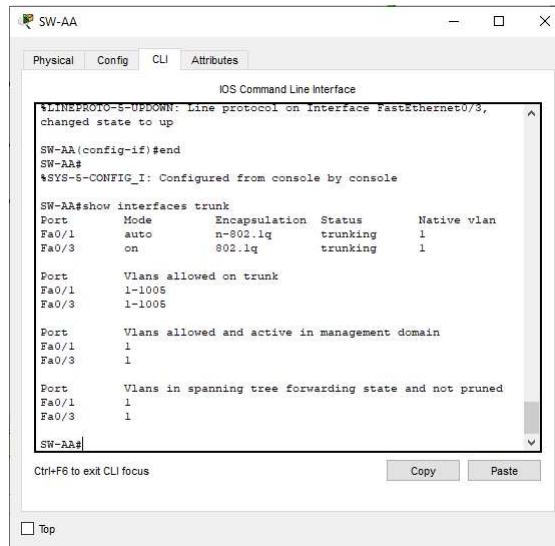 SW-AA
Physical Config CLI Attributes
IOS Command Line Interface
%LINEPROTO-5-UPDOWN: Line protocol on Interface FastEthernet0/3,
changed state to up
SW-AA(config-if)#end
SW-AA#
%SYS-5-CONFIG_I: Configured from console by console
SW-AA#show interfaces trunk
Port Mode Encapsulation Status Native vlan
Fa0/1 auto n-802.1q trunking 1
Fa0/3 on 802.1q trunking 1
Port Vlans allowed on trunk
Fa0/1 1-1005
Fa0/3 1-1005
Port Vlans allowed and active in management domain
Fa0/1 1
Fa0/3 1
Port Vlans in spanning tree forwarding state and not pruned
Fa0/1 1
Fa0/3 1
SW-AA#
Ctrl+F6 to exit CLI focus
Copy Paste
Top